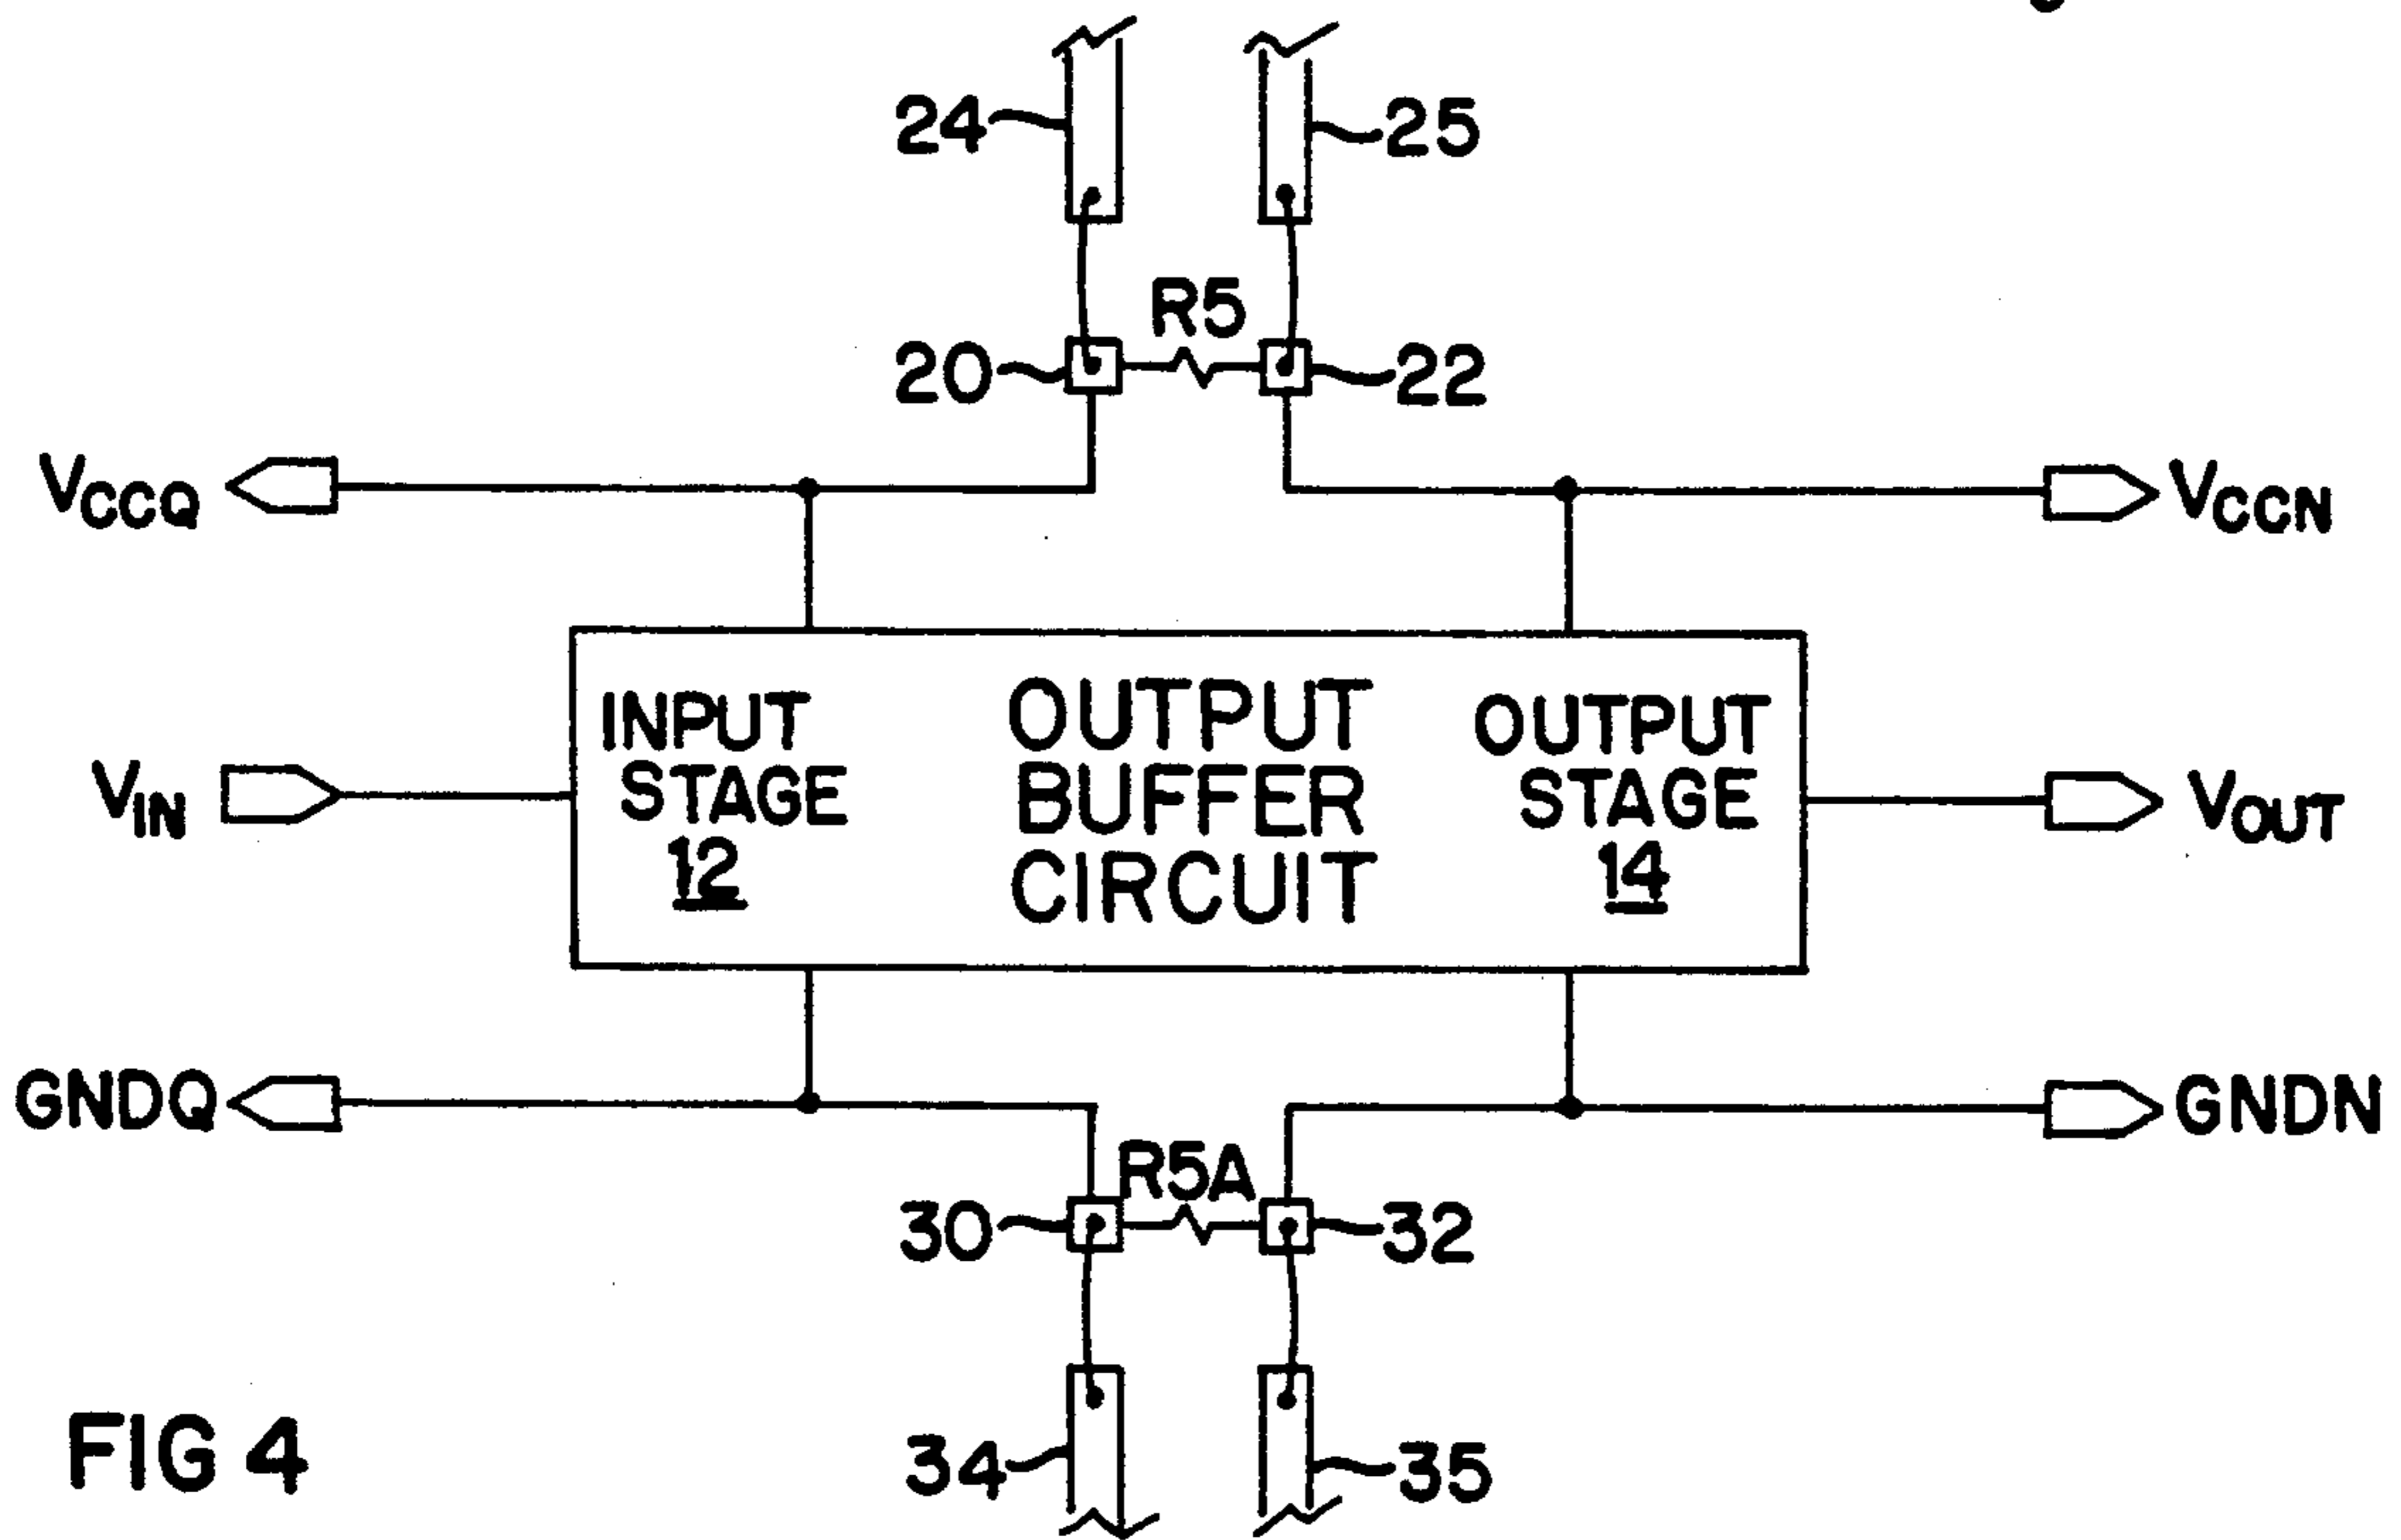 24
25
R5
20
22
VCCQ
VCCN
INPUT
STAGE
12
OUTPUT
BUFFER
CIRCUIT
OUTPUT
STAGE
14
VIN
VOUT
GNDQ
GNDN
R5A
30
32
34
35
FIG 4